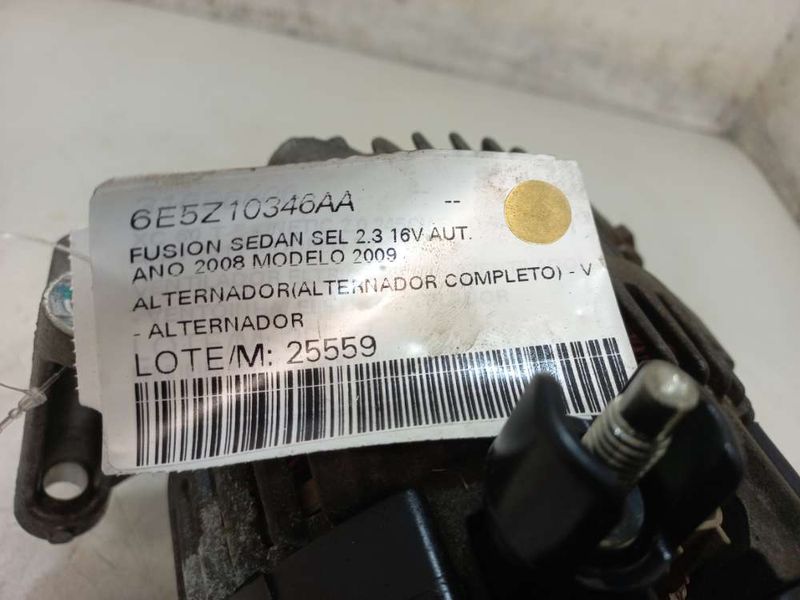 6E5Z10346AA --
FUSION SEDAN SEL 2.3 16V AUT.
ANO 2008 MODELO 2009
ALTERNADOR(ALTERNADOR COMPLETO) - V
- ALTERNADOR
LOTE/M: 25559